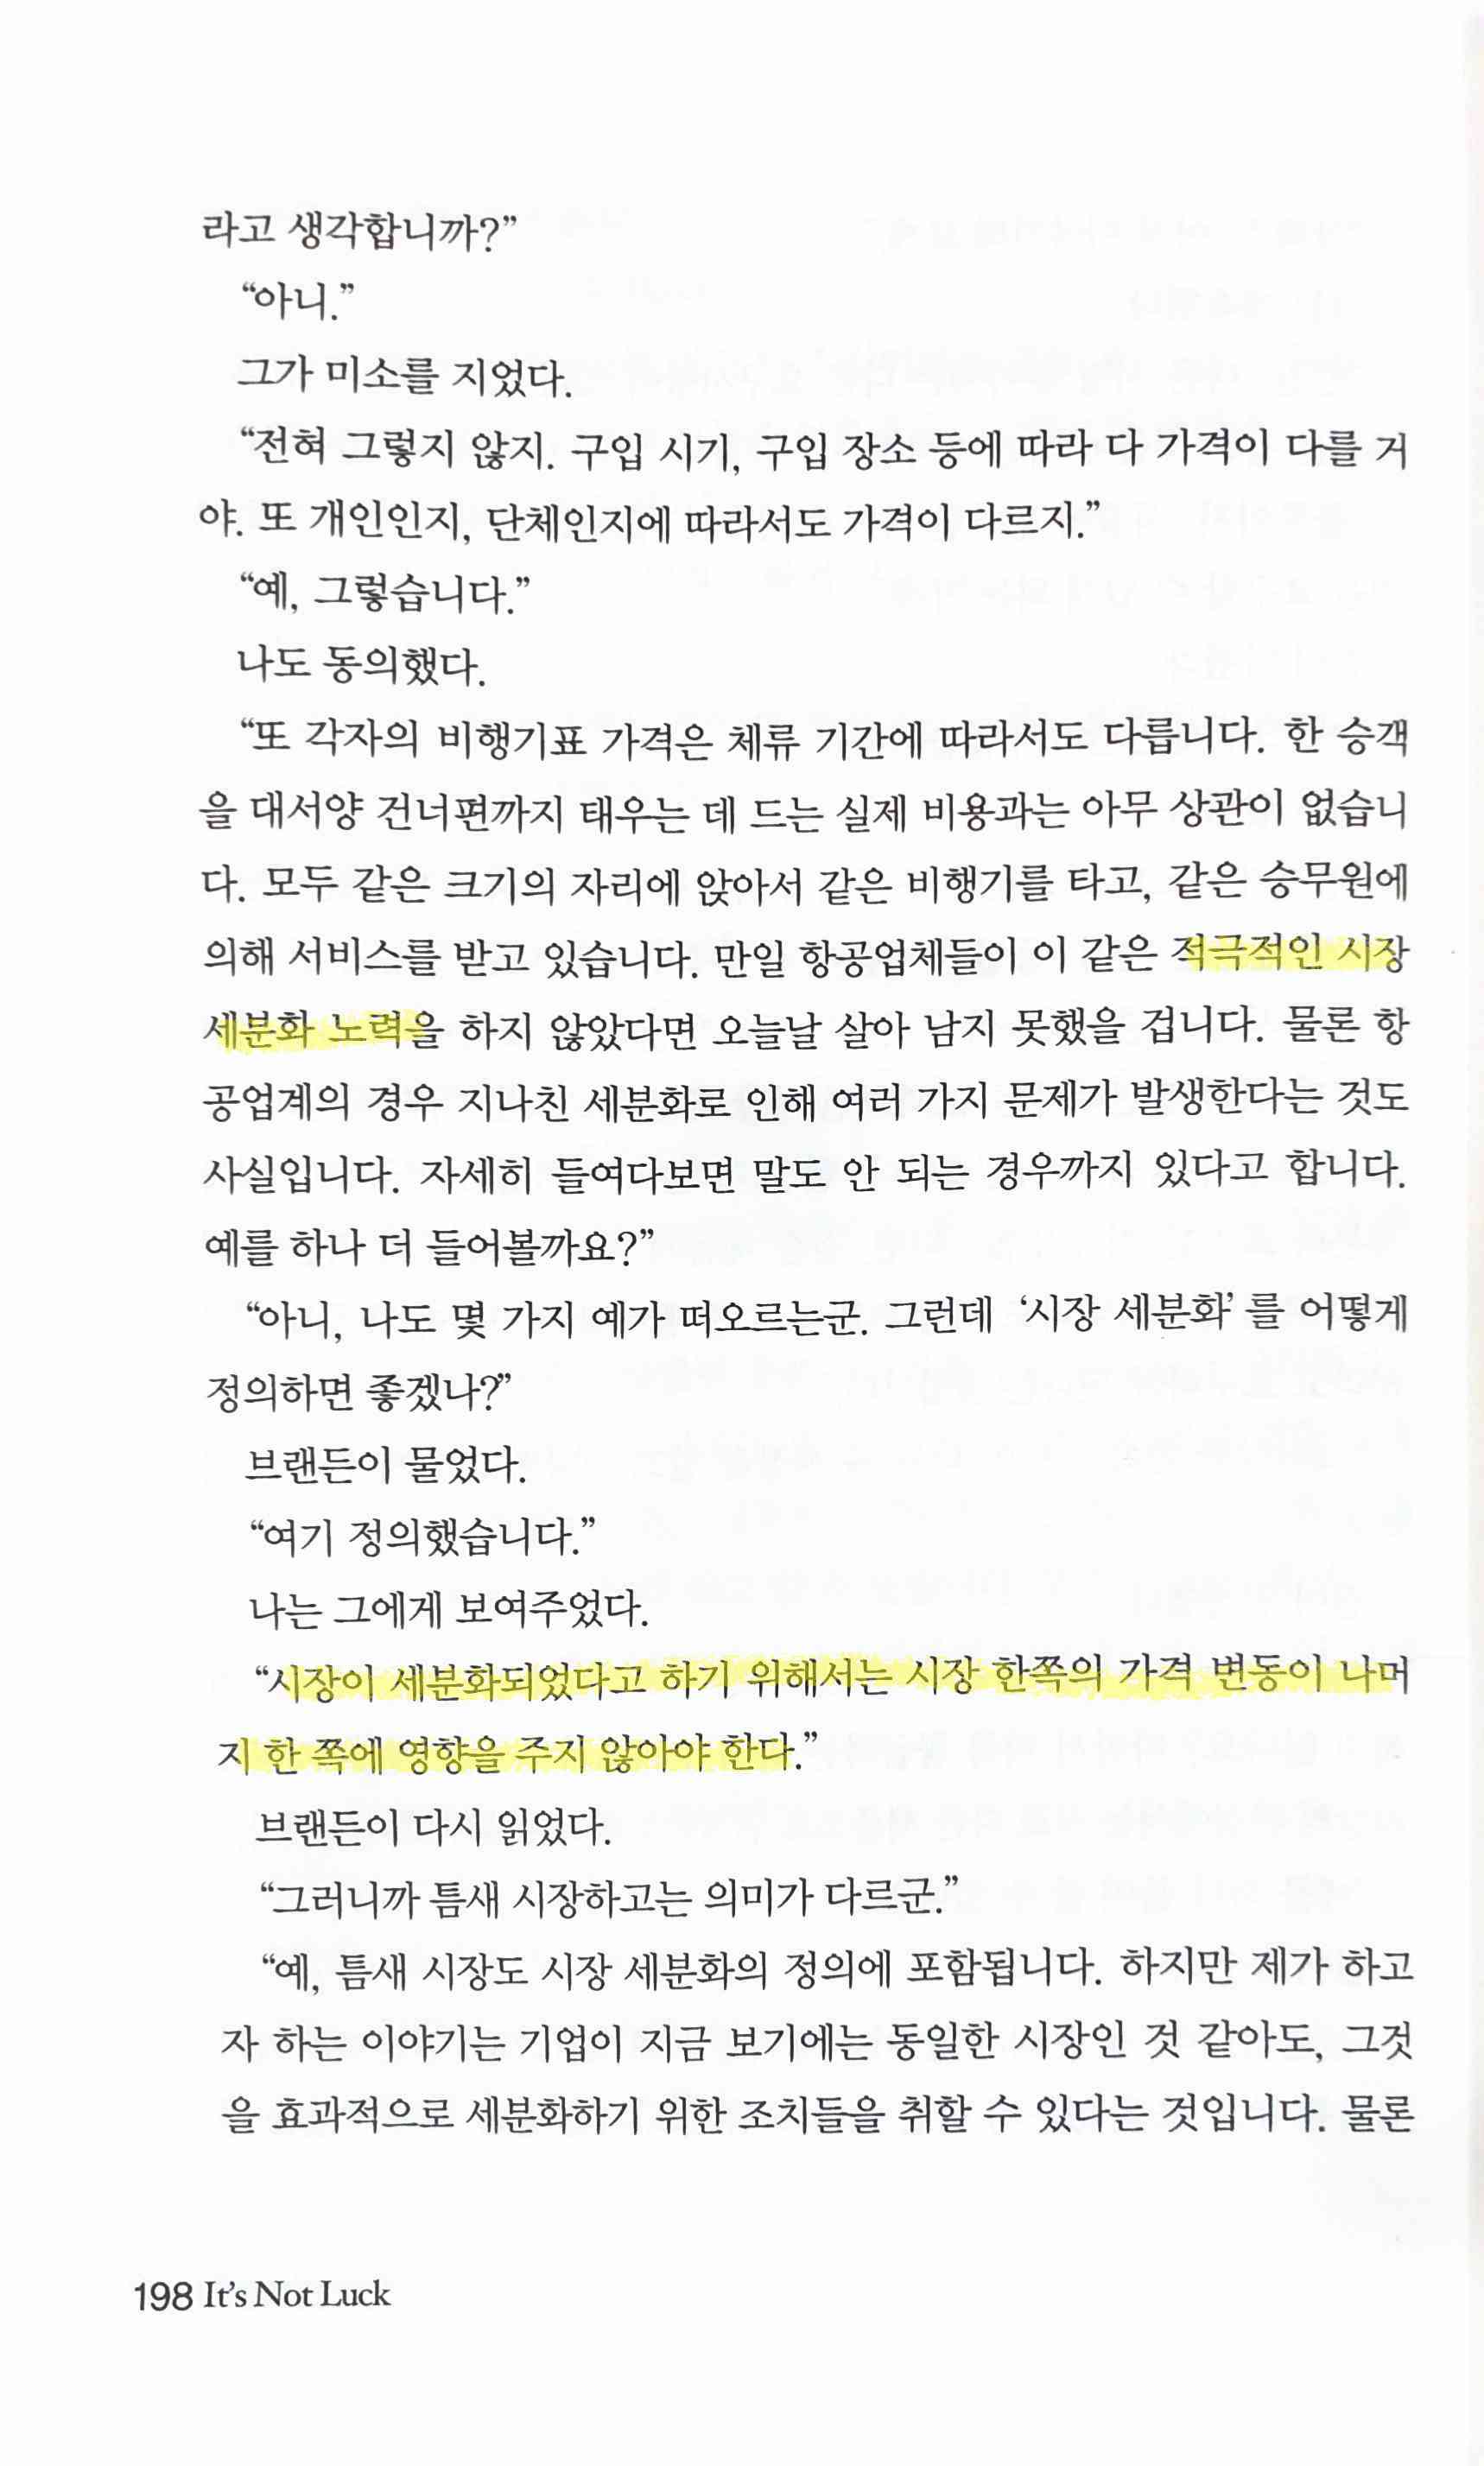 라고 생각합니까?”
“아니.”
그가 미소를 지었다.
“전혀 그렇지 않지. 구입 시기, 구입 장소 등에 따라 다 가격이 다를 거
야. 또 개인인지, 단체인지에 따라서도 가격이 다르지.”
“예, 그렇습니다.”
나도 동의했다.
“또 각자의 비행기표 가격은 체류 기간에 따라서도 다릅니다. 한 승객
을 대서양 건너편까지 태우는 데 드는 실제 비용과는 아무 상관이 없습니
다. 모두 같은 크기의 자리에 앉아서 같은 비행기를 타고, 같은 승무원에
의해 서비스를 받고 있습니다. 만일 항공업체들이 이 같은 적극적인 시장
세분화 노력을 하지 않았다면 오늘날 살아 남지 못했을 겁니다. 물론 항
공업계의 경우 지나친 세분화로 인해 여러 가지 문제가 발생한다는 것도
사실입니다. 자세히 들여다보면 말도 안 되는 경우까지 있다고 합니다.
예를 하나 더 들어볼까요?”
“아니, 나도 몇 가지 예가 떠오르는군. 그런데 ‘시장 세분화’를 어떻게
정의하면 좋겠나?”
브랜든이 물었다.
“여기 정의했습니다.”
나는 그에게 보여주었다.
“시장이 세분화되었다고 하기 위해서는 시장 한쪽의 가격 변동이 나머
지 한 쪽에 영향을 주지 않아야 한다.”
브랜든이 다시 읽었다.
“그러니까 틈새 시장하고는 의미가 다르군.”
“예, 틈새 시장도 시장 세분화의 정의에 포함됩니다. 하지만 제가 하고
자 하는 이야기는 기업이 지금 보기에는 동일한 시장인 것 같아도, 그것
을 효과적으로 세분화하기 위한 조치들을 취할 수 있다는 것입니다. 물론
198 It’s Not Luck